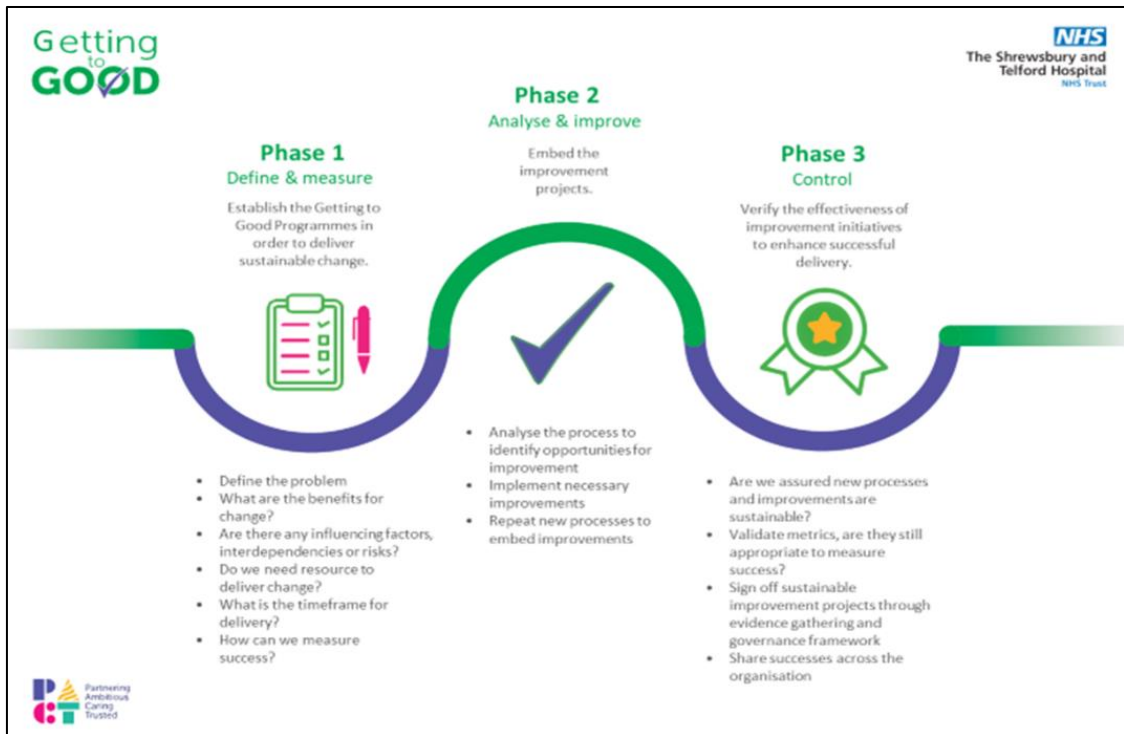 Getting
to
GOOD
NHS
The Shrewsbury and
Telford Hospital
NHS Trust
Phase 1
Define & measure
Establish the Getting to
Good Programmes in
order to deliver
sustainable change.
Phase 2
Analyse & improve
Embed the
improvement
projects.
Phase 3
Control
Verify the effectiveness of
improvement initiatives
to enhance successful
delivery.
• Define the problem
• What are the benefits for
change?
• Are there any influencing factors,
interdependencies or risks?
• Do we need resource to
deliver change?
• What is the timeframe for
delivery?
• How can we measure
success?
• Analyse the process to
identify opportunities for
improvement
• Implement necessary
improvements
• Repeat new processes to
embed improvements
• Are we assured new processes
and improvements are
sustainable?
• Validate metrics, are they still
appropriate to measure
success?
• Sign off sustainable
improvement projects through
evidence gathering and
governance framework
• Share successes across the
organisation
PACT
Partnering
Ambitious
Caring
Trusted